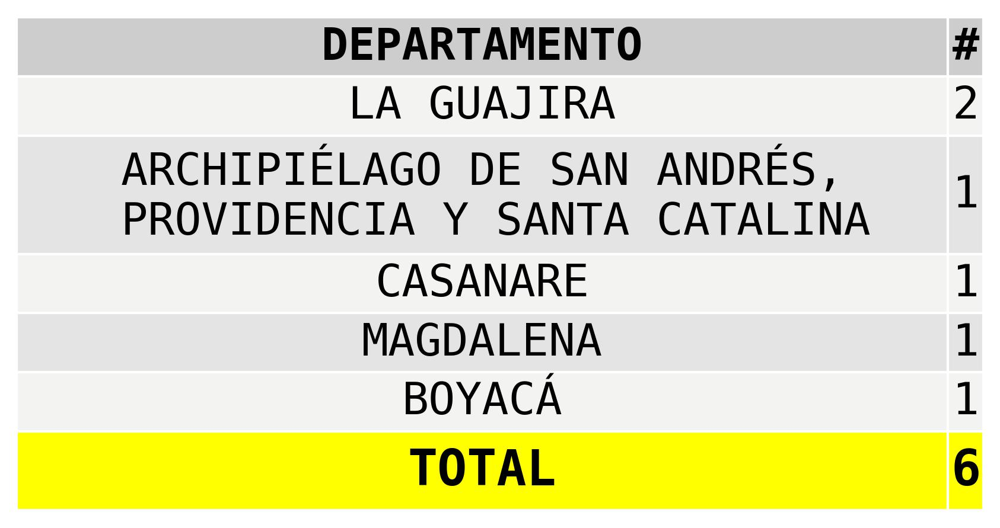 DEPARTAMENTO #
LA GUAJIRA 2
ARCHIPIÉLAGO DE SAN ANDRÉS,
PROVIDENCIA Y SANTA CATALINA 1
CASANARE 1
MAGDALENA 1
BOYACÁ 1
TOTAL 6